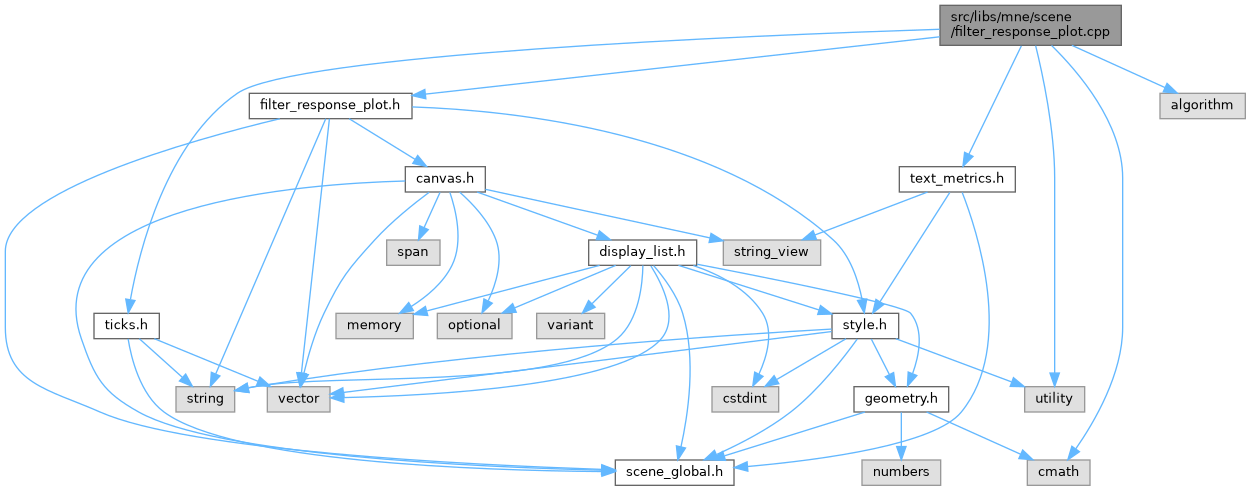 src/libs/mne/scene
/filter_response_plot.cpp
filter_response_plot.h
algorithm
canvas.h
text_metrics.h
span
display_list.h
string_view
ticks.h
memory
optional
variant
style.h
string
vector
cstdint
geometry.h
utility
scene_global.h
numbers
cmath